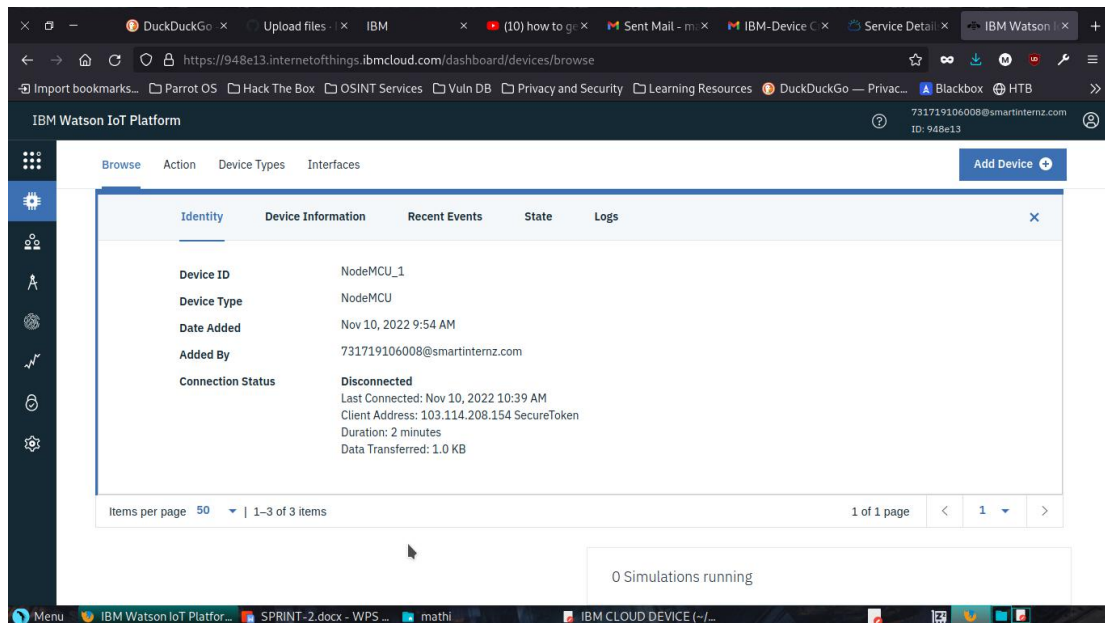 DuckDuckGo × Upload files · I × IBM × (10) how to ge × Sent Mail - ma × IBM-Device C × Service Detail × IBM Watson I ×
https://948e13.internetofthings.ibmcloud.com/dashboard/devices/browse
Import bookmarks... Parrot OS Hack The Box OSINT Services Vuln DB Privacy and Security Learning Resources DuckDuckGo — Privac... Blackbox HTB
IBM Watson IoT Platform
731719106008@smartinternz.com
ID: 948e13
Browse Action Device Types Interfaces Add Device
Identity Device Information Recent Events State Logs
Device ID NodeMCU_1
Device Type NodeMCU
Date Added Nov 10, 2022 9:54 AM
Added By 731719106008@smartinternz.com
Connection Status Disconnected
Last Connected: Nov 10, 2022 10:39 AM
Client Address: 103.114.208.154 SecureToken
Duration: 2 minutes
Data Transferred: 1.0 KB
Items per page 50 | 1–3 of 3 items 1 of 1 page 1
0 Simulations running
Menu IBM Watson IoT Platfor... SPRINT-2.docx - WPS ... mathi IBM CLOUD DEVICE (~/...